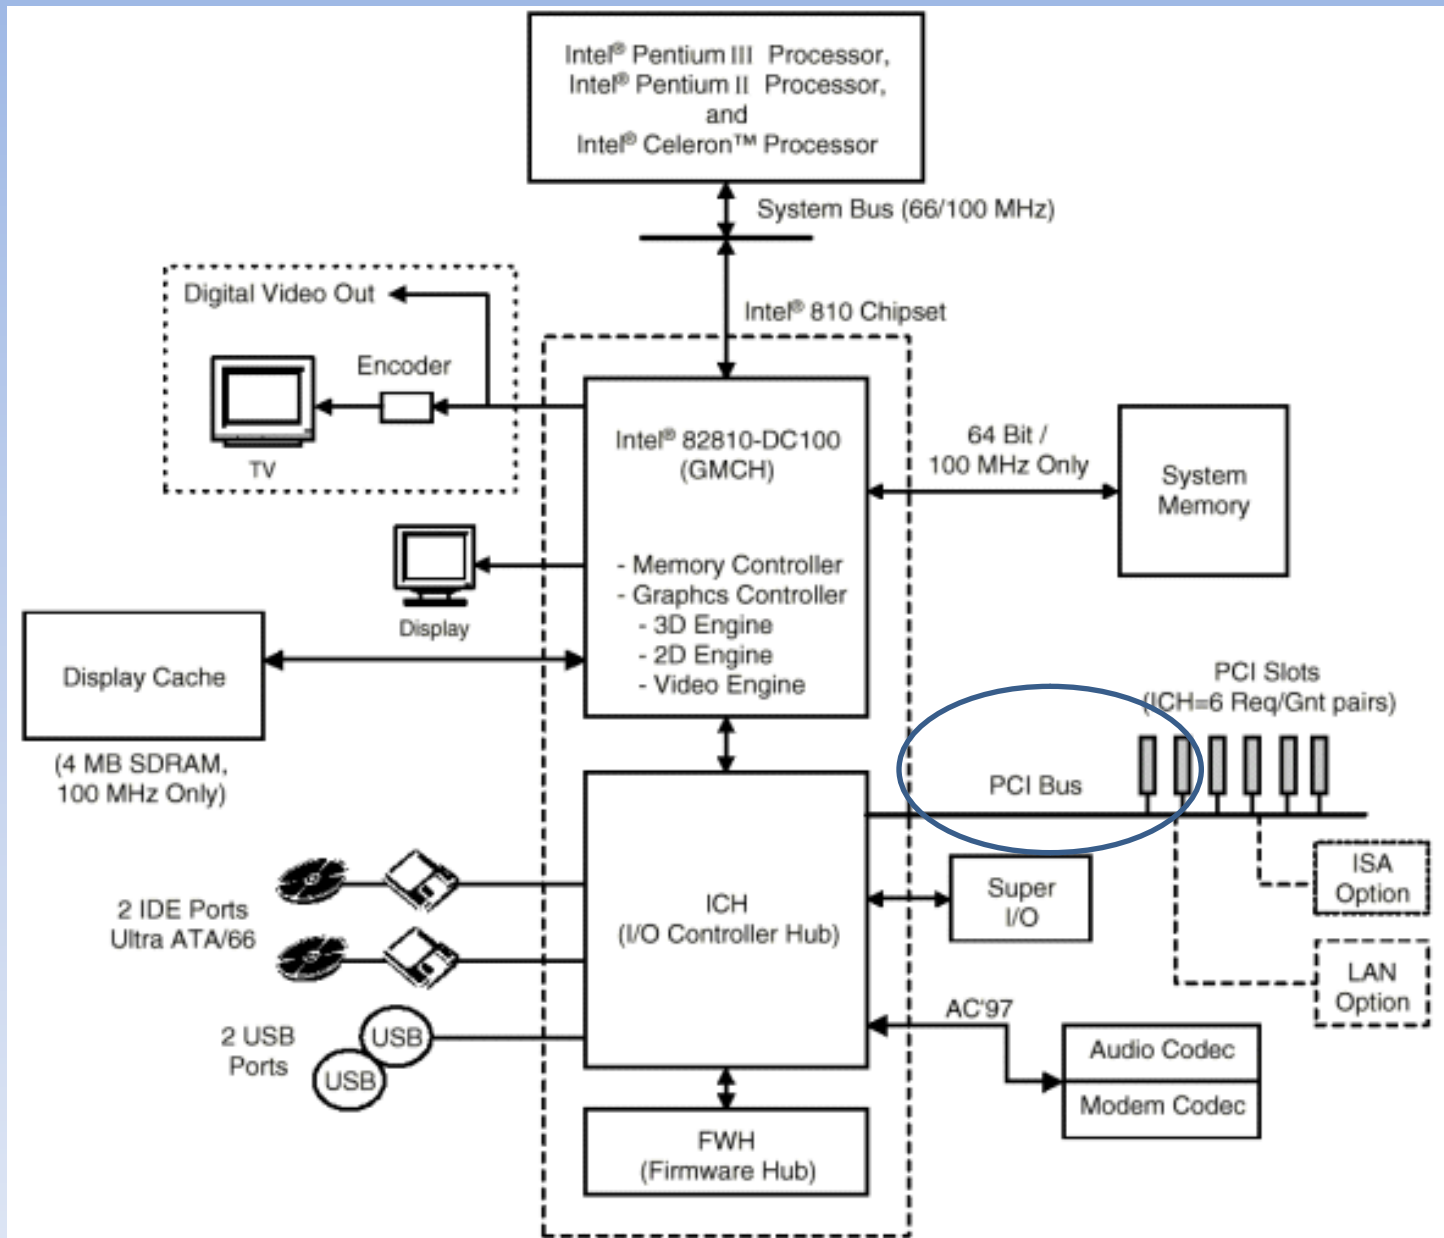 Intel® Pentium III Processor,
Intel® Pentium II Processor,
and
Intel® Celeron™ Processor
System Bus (66/100 MHz)
Digital Video Out
Intel® 810 Chipset
Encoder
TV
Intel® 82810-DC100
(GMCH)
- Memory Controller
- Graphcs Controller
- 3D Engine
- 2D Engine
- Video Engine
64 Bit /
100 MHz Only
System
Memory
Display
Display Cache
(4 MB SDRAM,
100 MHz Only)
PCI Slots
(ICH=6 Req/Gnt pairs)
PCI Bus
ISA
Option
LAN
Option
Super
I/O
2 IDE Ports
Ultra ATA/66
ICH
(I/O Controller Hub)
2 USB
Ports
USB
USB
AC'97
Audio Codec
Modem Codec
FWH
(Firmware Hub)